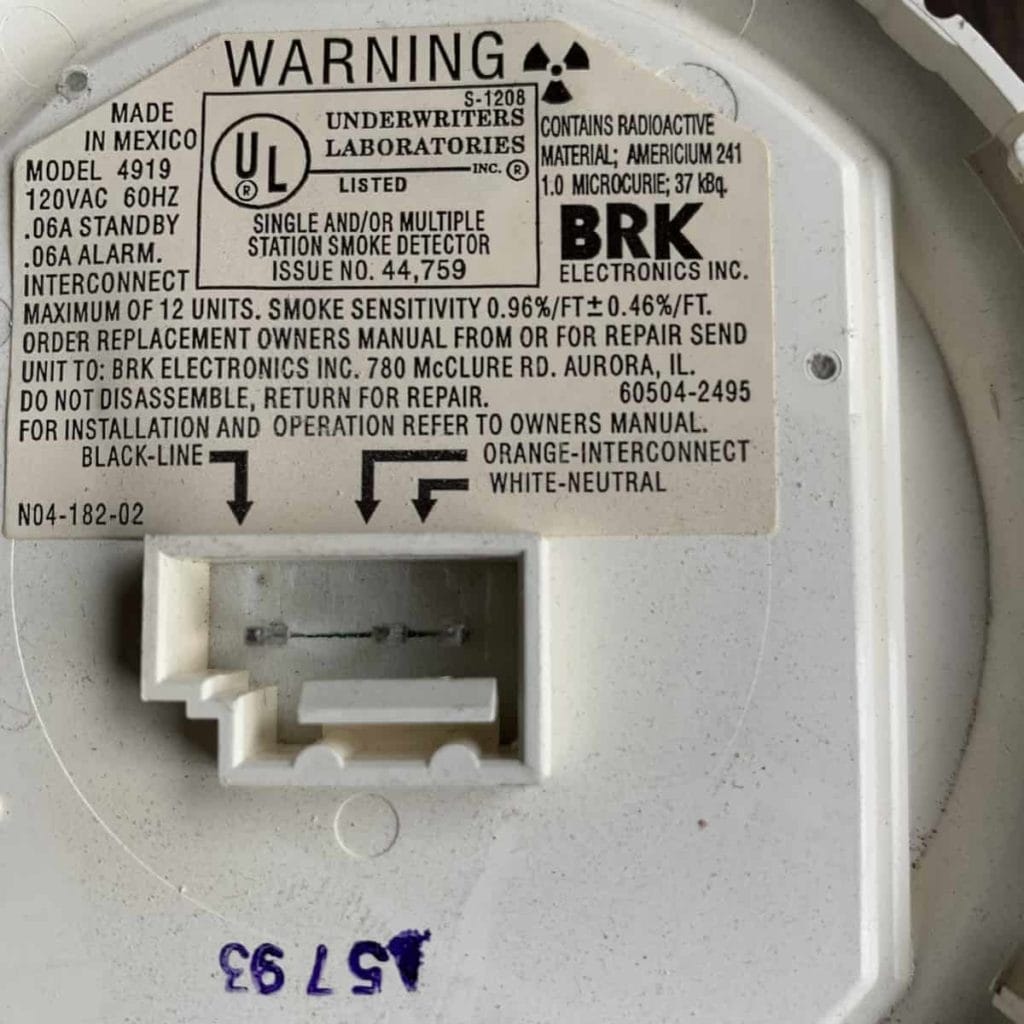 WARNING
MADE
IN MEXICO
MODEL 4919
120VAC 60HZ
.06A STANDBY
.06A ALARM.
INTERCONNECT
S-1208
UL®
UNDERWRITERS
LABORATORIES
INC. ®
LISTED
SINGLE AND/OR MULTIPLE
STATION SMOKE DETECTOR
ISSUE NO. 44,759
CONTAINS RADIOACTIVE
MATERIAL; AMERICIUM 241
1.0 MICROCURIE; 37 kBq.
BRK
ELECTRONICS INC.
MAXIMUM OF 12 UNITS. SMOKE SENSITIVITY 0.96%/FT±0.46%/FT.
ORDER REPLACEMENT OWNERS MANUAL FROM OR FOR REPAIR SEND
UNIT TO: BRK ELECTRONICS INC. 780 McCLURE RD. AURORA, IL.
DO NOT DISASSEMBLE, RETURN FOR REPAIR. 60504-2495
FOR INSTALLATION AND OPERATION REFER TO OWNERS MANUAL.
BLACK-LINE
ORANGE-INTERCONNECT
WHITE-NEUTRAL
N04-182-02